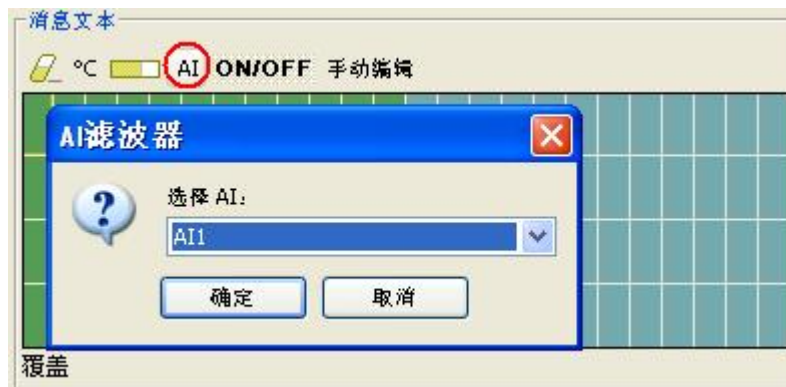 消息文本
°C AI ON/OFF 手动编辑
AI滤波器
选择 AI:
AI1
确定 取消
覆盖